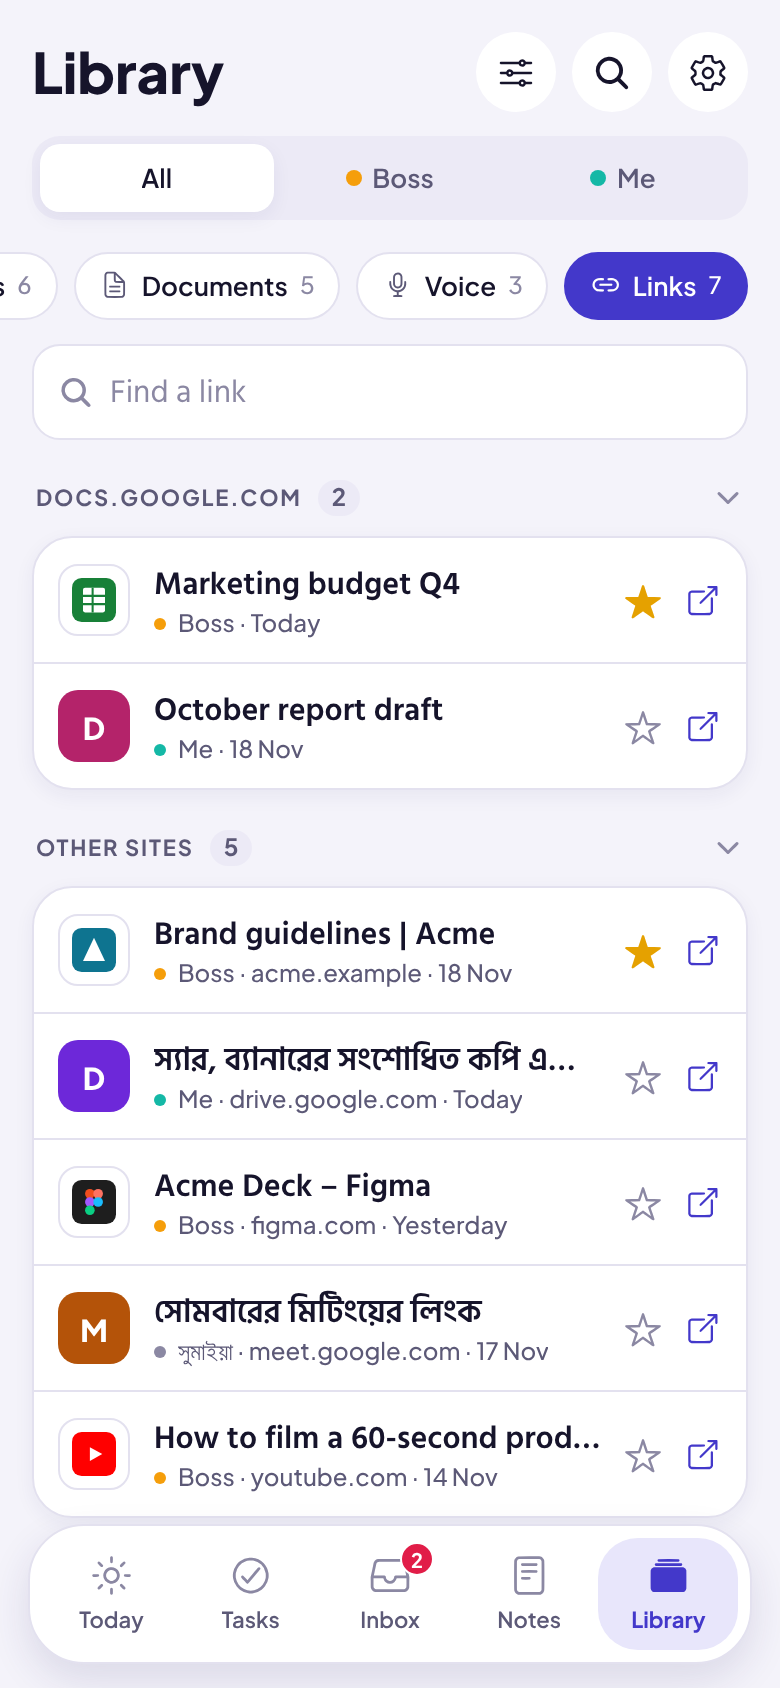 Library
All
Boss
Me
s 6
Documents 5
Voice 3
Links 7
Find a link
DOCS.GOOGLE.COM 2
Marketing budget Q4
Boss · Today
D
October report draft
Me · 18 Nov
OTHER SITES 5
Brand guidelines | Acme
Boss · acme.example · 18 Nov
D
স্যার, ব্যানারের সংশোধিত কপি এ...
Me · drive.google.com · Today
Acme Deck – Figma
Boss · figma.com · Yesterday
M
সোমবারের মিটিংয়ের লিংক
সুমাইয়া · meet.google.com · 17 Nov
How to film a 60-second prod...
Boss · youtube.com · 14 Nov
2
Today
Tasks
Inbox
Notes
Library